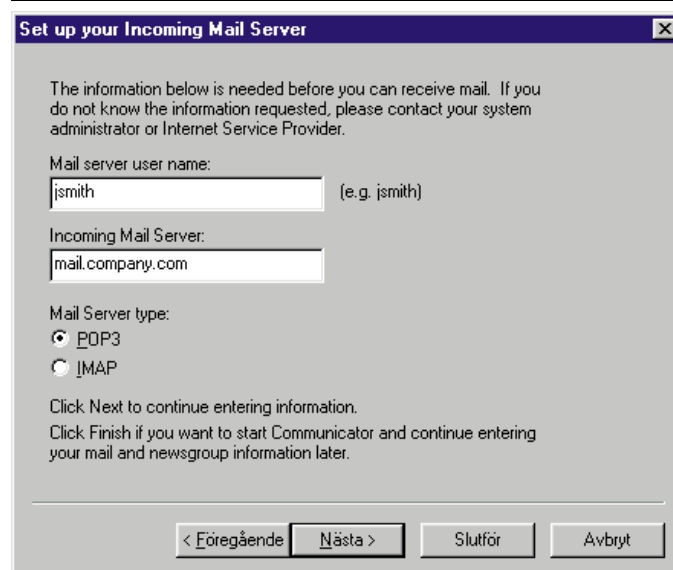 Set up your Incoming Mail Server
The information below is needed before you can receive mail. If you
do not know the information requested, please contact your system
administrator or Internet Service Provider.
Mail server user name:
jsmith (e.g. jsmith)
Incoming Mail Server:
mail.company.com
Mail Server type:
POP3
IMAP
Click Next to continue entering information.
Click Finish if you want to start Communicator and continue entering
your mail and newsgroup information later.
< Föregående Nästa > Slutför Avbryt